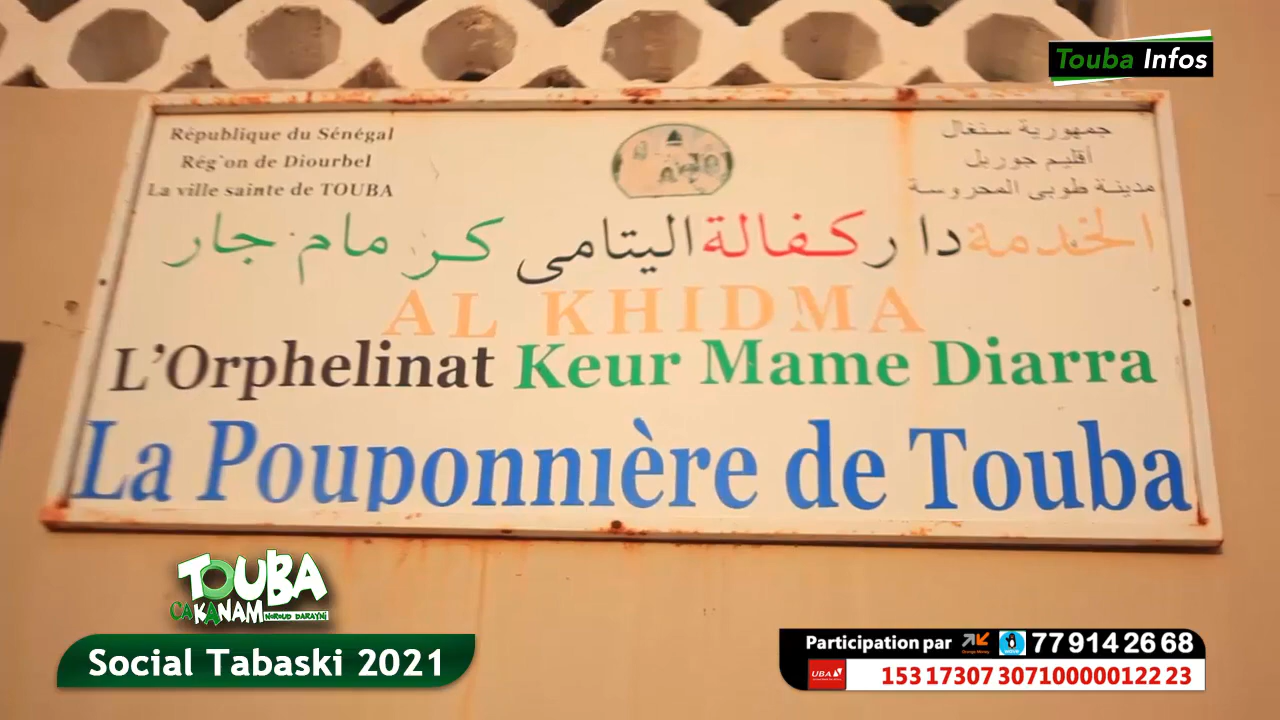 Touba Infos
République du Sénégal
Rég`on de Diourbel
La ville sainte de TOUBA
جمهورية سنغال
أقليم جوربل
مدينة طوبى المحروسة
الخدمة دار كفالة اليتامى كر مام جار
AL KHIDMA
L'Orphelinat Keur Mame Diarra
La Pouponnière de Touba
TOUBA
CA KANAM
Social Tabaski 2021
Participation par 77 914 26 68
UBA 153 17307 307100000122 23